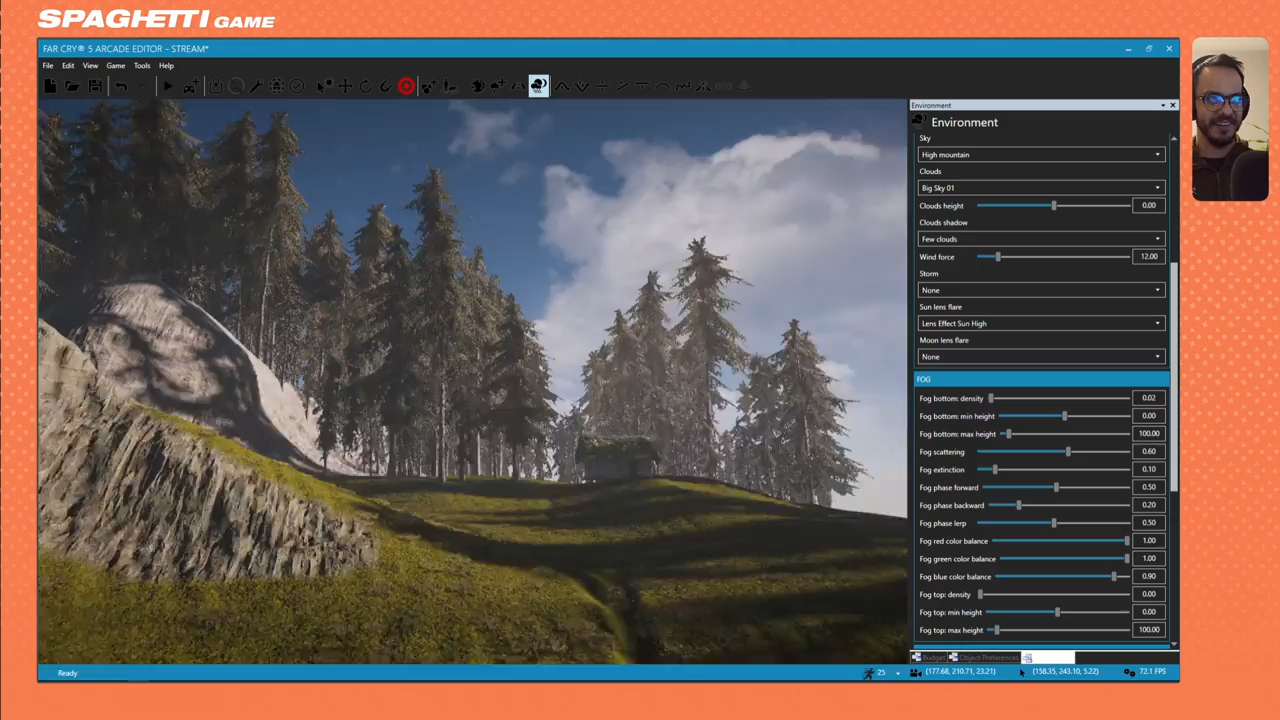 SPAGHETTI GAME
FAR CRY® 5 ARCADE EDITOR - STREAM*
File Edit View Game Tools Help
Environment
Environment
Sky
High mountain
Clouds
Big Sky 01
Clouds height 0.00
Clouds shadow
Few clouds
Wind force 12.00
Storm
None
Sun lens flare
Lens Effect Sun High
Moon lens flare
None
FOG
Fog bottom: density 0.02
Fog bottom: min height 0.00
Fog bottom: max height 100.00
Fog scattering 0.60
Fog extinction 0.10
Fog phase forward 0.50
Fog phase backward 0.20
Fog phase lerp 0.50
Fog red color balance 1.00
Fog green color balance 1.00
Fog blue color balance 0.90
Fog top: density 0.00
Fog top: min height 0.00
Fog top: max height 100.00
Budget Object Preferences
Ready 25 (177.68, 210.71, 23.21) (158.35, 243.10, 5.22) 72.1 FPS